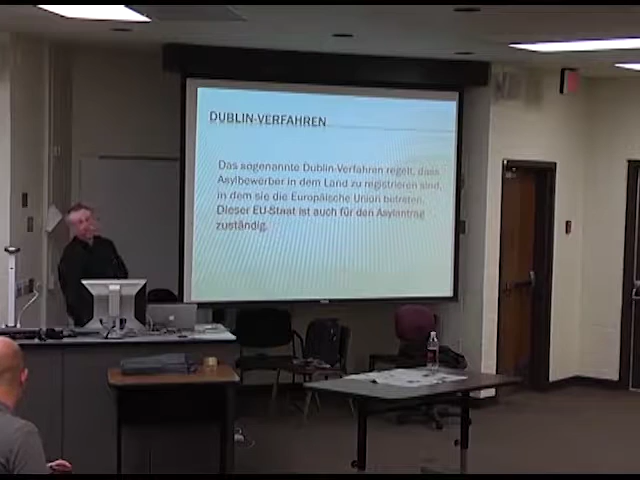 DUBLIN-VERFAHREN
Das sogenannte Dublin-Verfahren regelt, dass
Asylbewerber in dem Land zu registrieren sind,
in dem sie die Europäische Union betreten.
Dieser EU-Staat ist auch für den Asylantrag
zuständig.